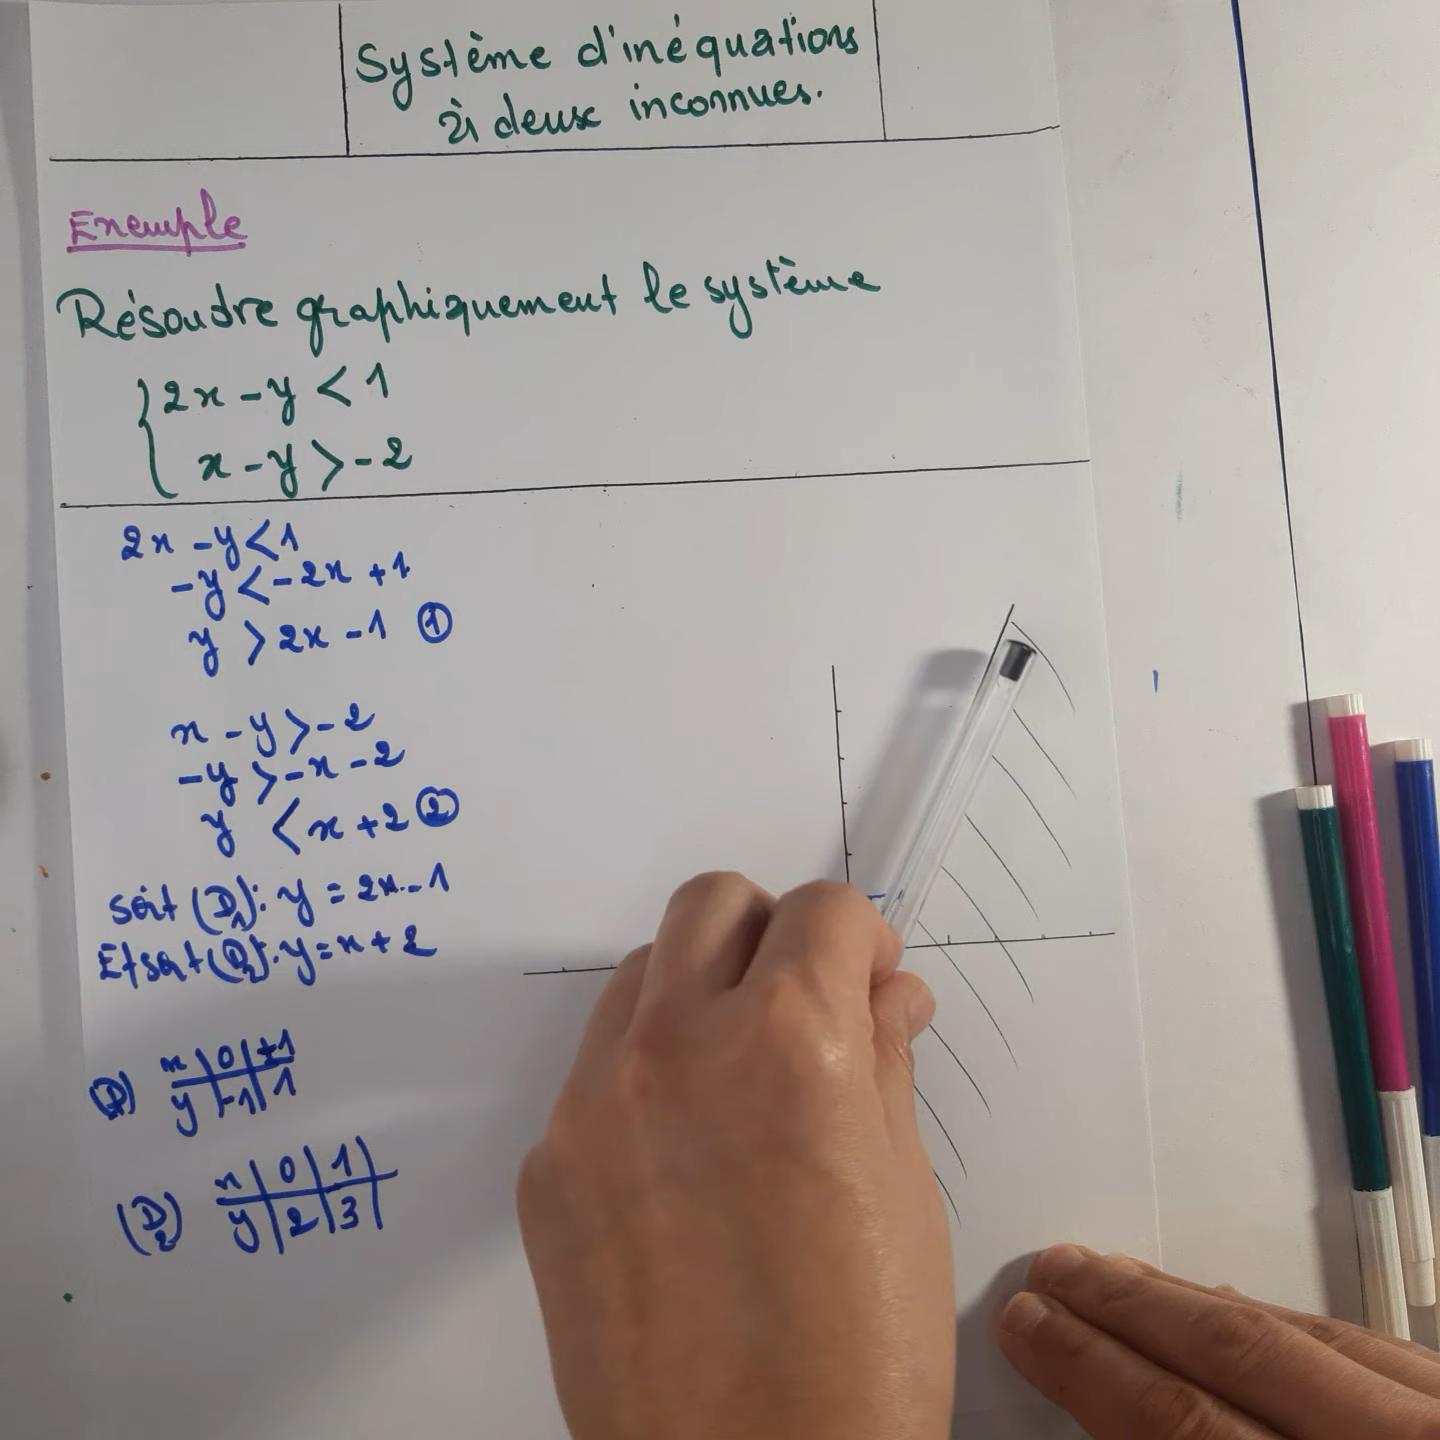 Système d'inéquations
à deux inconnues.
Exemple
Résoudre graphiquement le système
2x - y < 1
x - y > -2
2x - y < 1
-y < -2x + 1
y > 2x - 1 ①
x - y > -2
-y > -x - 2
y < x + 2 ②
soit (D₁): y = 2x - 1
Et soit (D₂): y = x + 2
x | 0 | +1
y | -1 | 1
(D₂) x | 0 | 1
y | 2 | 3